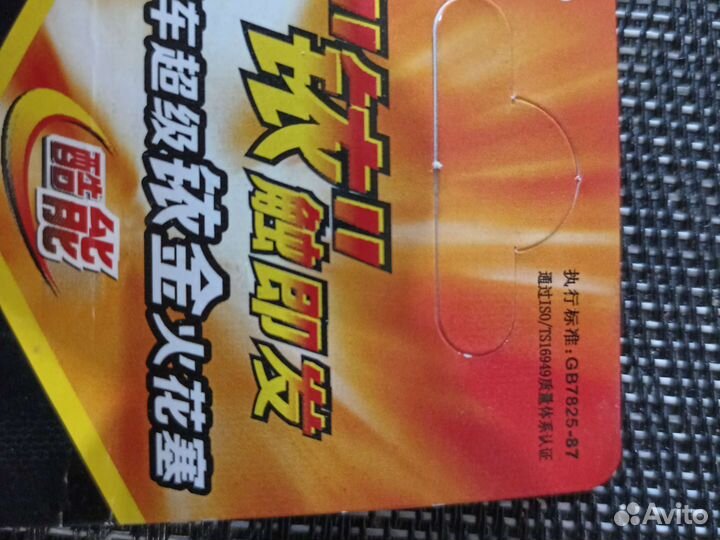 执行标准:GB7825-87
通过ISO/TS16949质量体系认证
"铱"触即发
车超级铱金火花塞
酷能
Avito